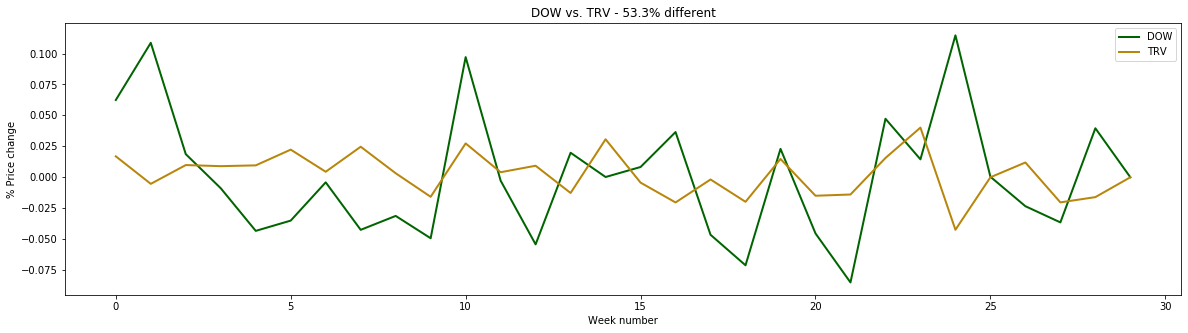 DOW vs. TRV - 53.3% different
DOW
TRV
% Price change
0.100
0.075
0.050
0.025
0.000
−0.025
−0.050
−0.075
0 5 10 15 20 25 30
Week number